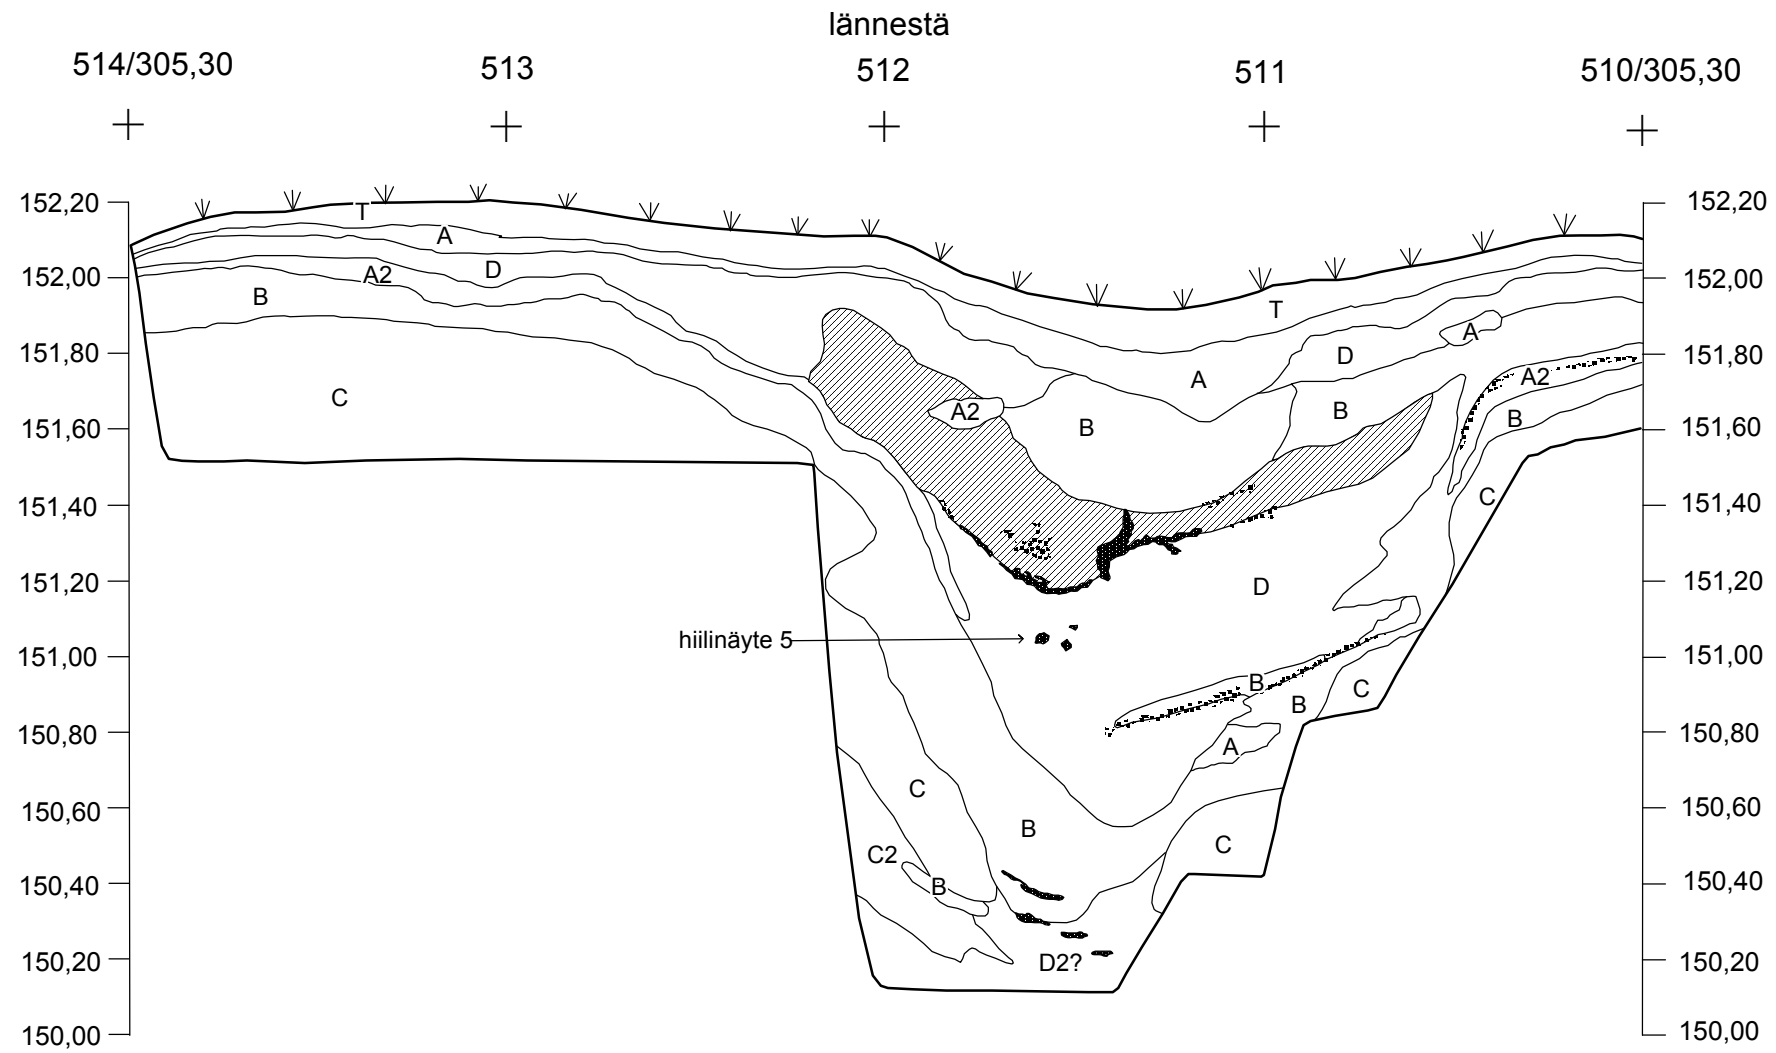 lännestä
514/305,30 513 512 511 510/305,30
152,20 152,20
T
A
D
A2
152,00 152,00
B
T
A
D
151,80 151,80
A
A2
C
A2
B
B
B
151,60 151,60
C
151,40 151,40
151,20 151,20
D
hiilinäyte 5
151,00 151,00
B
C
B
150,80 150,80
A
C
150,60 150,60
B
C
C2
B
150,40 150,40
150,20 150,20
D2?
150,00 150,00